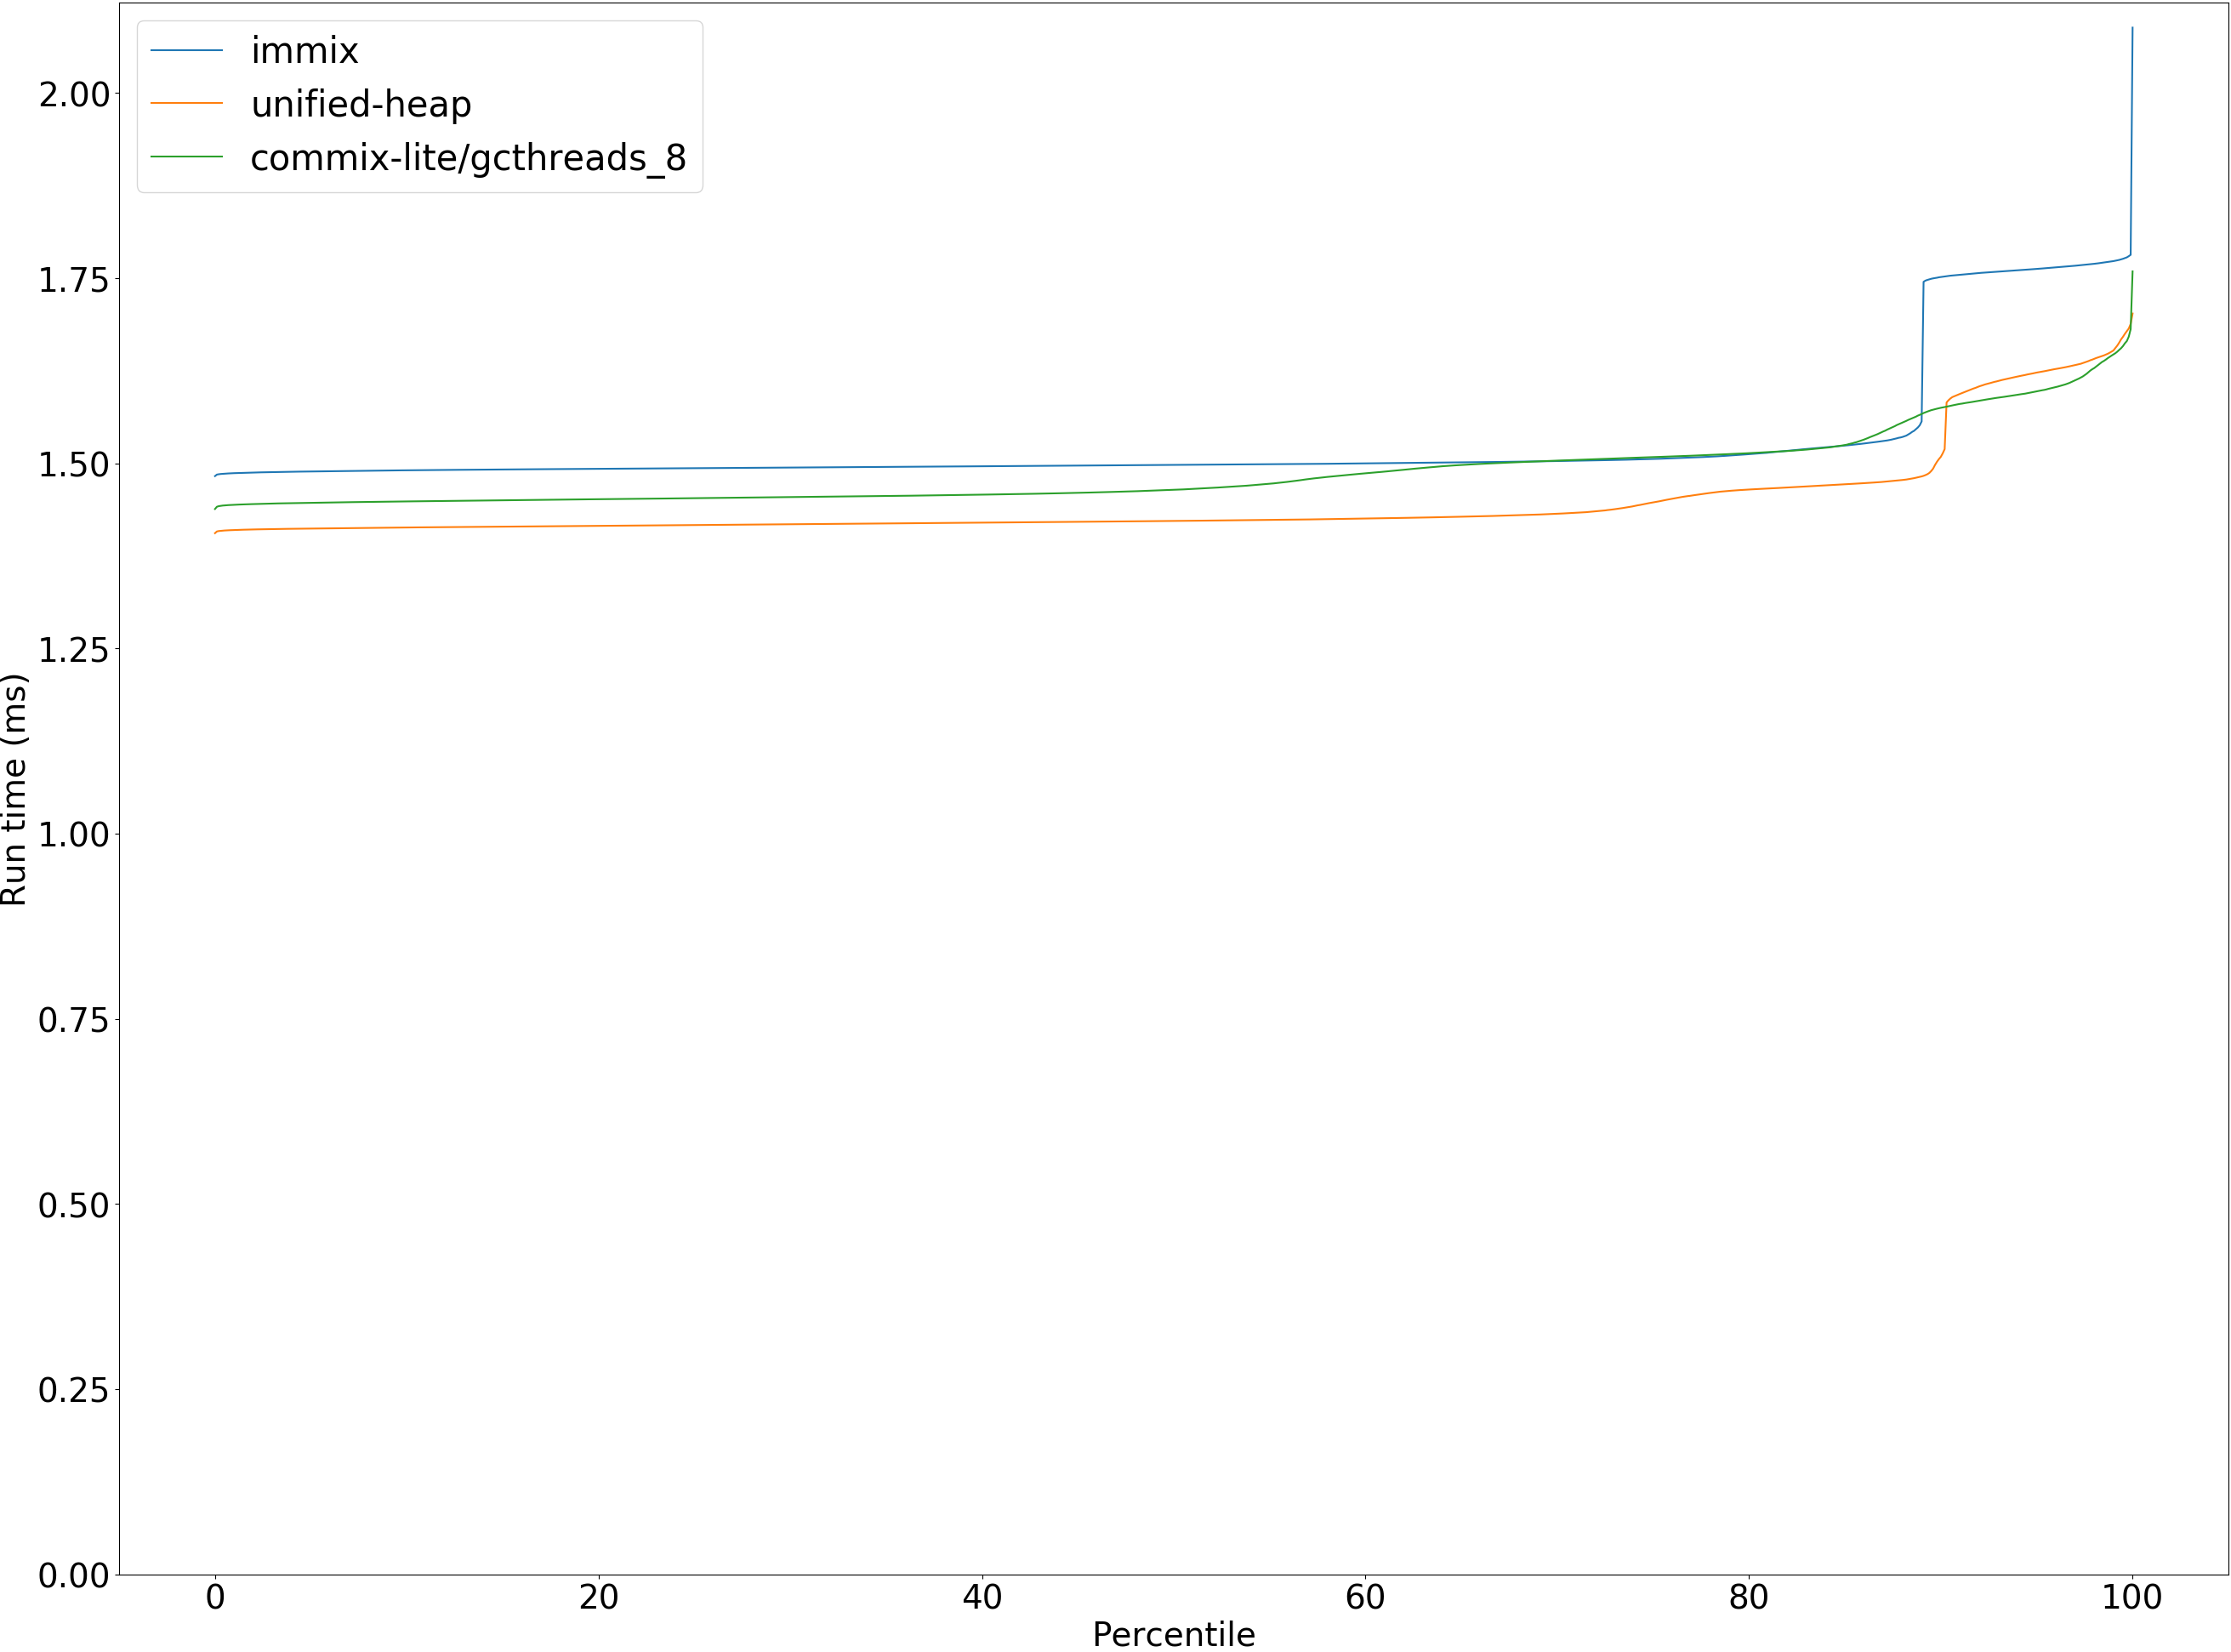 immix
unified-heap
commix-lite/gcthreads_8
2.00
1.75
1.50
1.25
1.00
0.75
0.50
0.25
0.00
Run time (ms)
0 20 40 60 80 100
Percentile